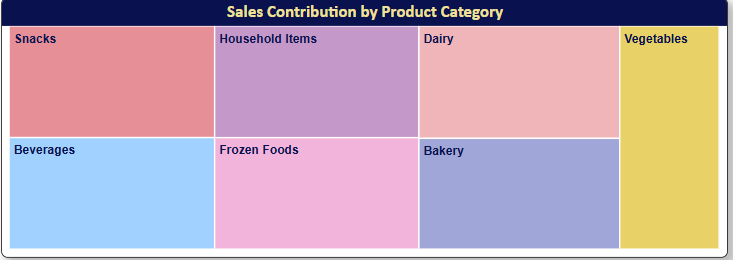 Sales Contribution by Product Category
Snacks
Household Items
Dairy
Vegetables
Beverages
Frozen Foods
Bakery